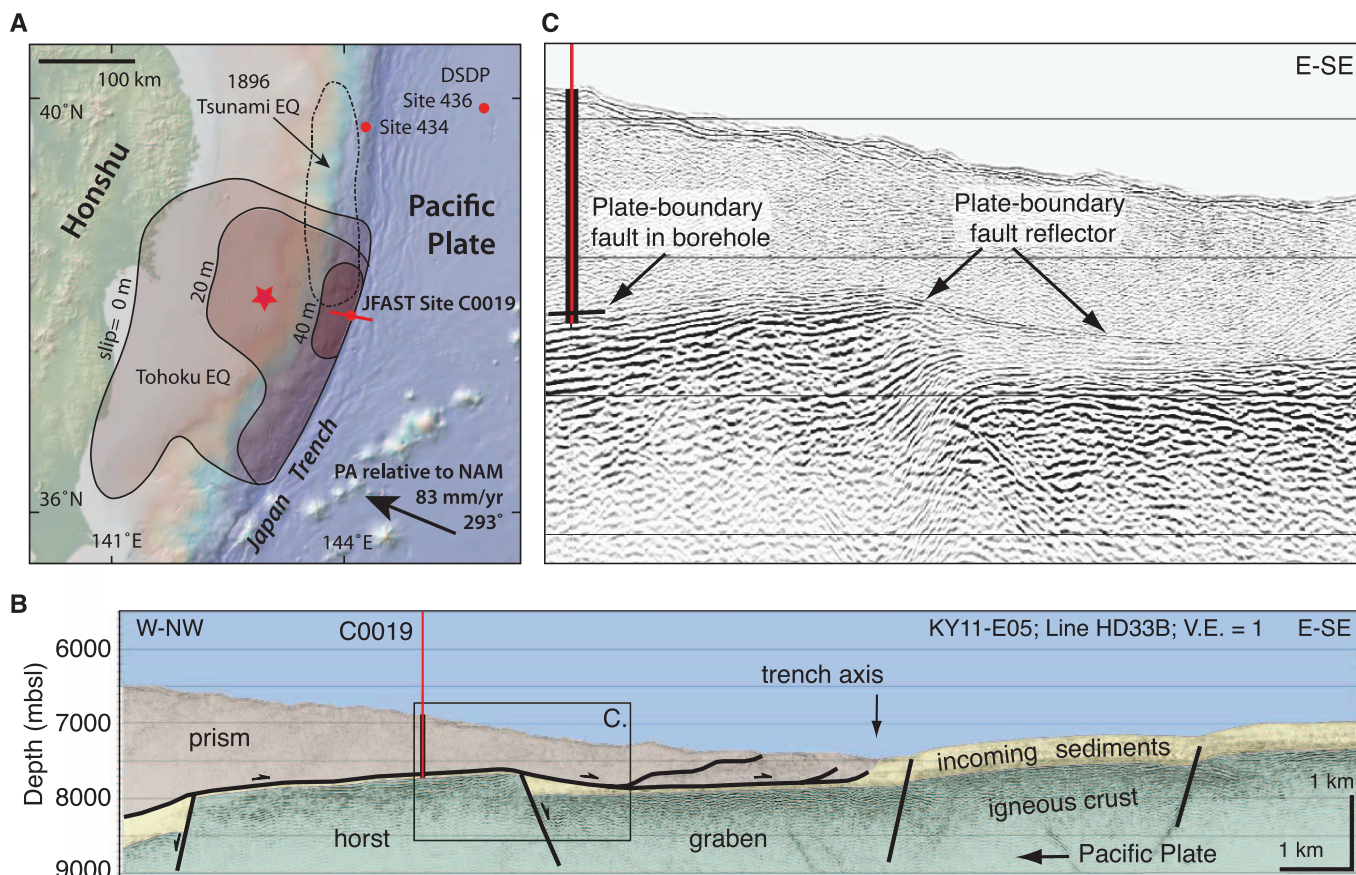 A
100 km
1896
Tsunami EQ
DSDP
Site 436
Site 434
40˚N
Honshu
Pacific
Plate
slip= 0 m
20 m
40 m
JFAST Site C0019
Tohoku EQ
Japan Trench
PA relative to NAM
83 mm/yr
293˚
36˚N
141˚E
144˚E
C
E-SE
Plate-boundary
fault in borehole
Plate-boundary
fault reflector
B
W-NW
C0019
KY11-E05; Line HD33B; V.E. = 1
E-SE
Depth (mbsl)
6000
7000
8000
9000
trench axis
C.
prism
incoming sediments
igneous crust
horst
graben
Pacific Plate
1 km
1 km